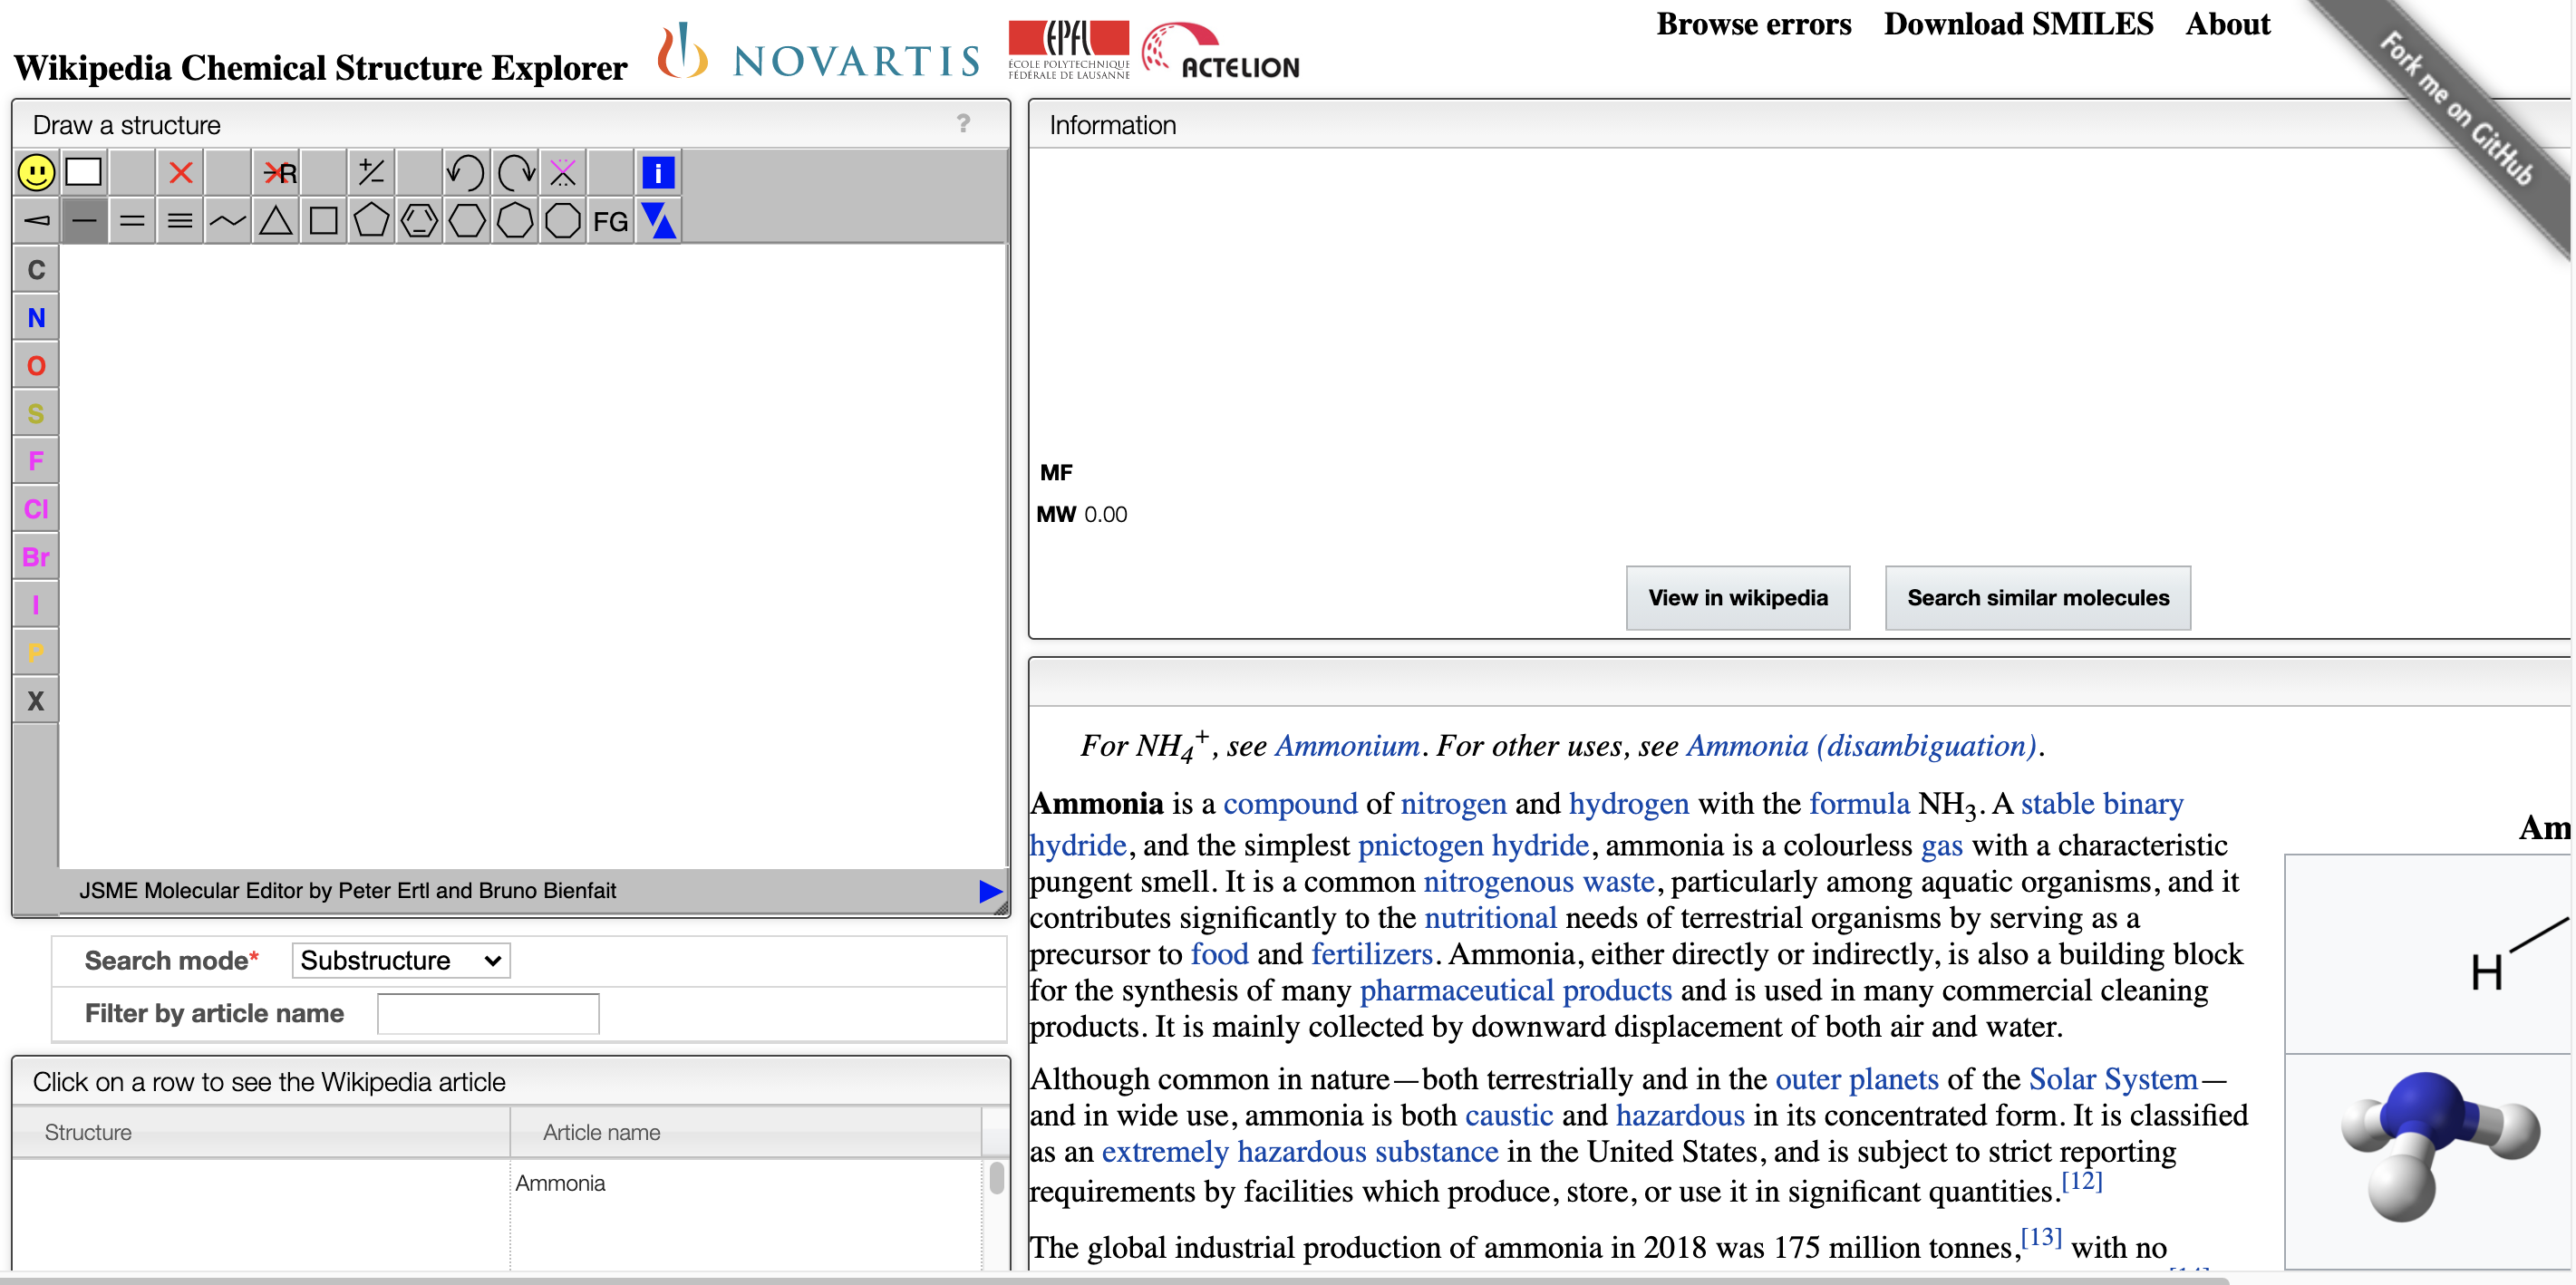 Browse errors Download SMILES About
Fork me on GitHub
Wikipedia Chemical Structure Explorer
NOVARTIS
EPFL
ÉCOLE POLYTECHNIQUE
FÉDÉRALE DE LAUSANNE
ACTELION
Draw a structure ?
R +/- i
FG
C
N
O
S
F
Cl
Br
I
P
X
JSME Molecular Editor by Peter Ertl and Bruno Bienfait
Search mode* Substructure
Filter by article name
Click on a row to see the Wikipedia article
Structure Article name
Ammonia
Information
MF
MW 0.00
View in wikipedia Search similar molecules
For NH₄⁺, see Ammonium. For other uses, see Ammonia (disambiguation).
Ammonia is a compound of nitrogen and hydrogen with the formula NH₃. A stable binary
hydride, and the simplest pnictogen hydride, ammonia is a colourless gas with a characteristic
pungent smell. It is a common nitrogenous waste, particularly among aquatic organisms, and it
contributes significantly to the nutritional needs of terrestrial organisms by serving as a
precursor to food and fertilizers. Ammonia, either directly or indirectly, is also a building block
for the synthesis of many pharmaceutical products and is used in many commercial cleaning
products. It is mainly collected by downward displacement of both air and water.
Although common in nature—both terrestrially and in the outer planets of the Solar System—
and in wide use, ammonia is both caustic and hazardous in its concentrated form. It is classified
as an extremely hazardous substance in the United States, and is subject to strict reporting
requirements by facilities which produce, store, or use it in significant quantities.[12]
The global industrial production of ammonia in 2018 was 175 million tonnes,[13] with no
Am
H